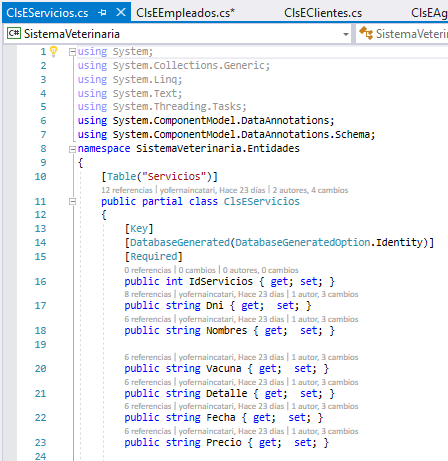 ClsEServicios.cs ClsEEmpleados.cs* ClsEClientes.cs ClsEAg
C# SistemaVeterinaria SistemaVeterin
1 using System;
2 using System.Collections.Generic;
3 using System.Linq;
4 using System.Text;
5 using System.Threading.Tasks;
6 using System.ComponentModel.DataAnnotations;
7 using System.ComponentModel.DataAnnotations.Schema;
8 namespace SistemaVeterinaria.Entidades
9 {
10 [Table("Servicios")]
12 referencias | yofernaincatari, Hace 23 días | 2 autores, 4 cambios
11 public partial class ClsEServicios
12 {
13 [Key]
14 [DatabaseGenerated(DatabaseGeneratedOption.Identity)]
15 [Required]
0 referencias | 0 cambios | 0 autores, 0 cambios
16 public int IdServicios { get; set; }
8 referencias | yofernaincatari, Hace 23 días | 1 autor, 3 cambios
17 public string Dni { get; set; }
6 referencias | yofernaincatari, Hace 23 días | 1 autor, 3 cambios
18 public string Nombres { get; set; }
19
6 referencias | yofernaincatari, Hace 23 días | 1 autor, 3 cambios
20 public string Vacuna { get; set; }
6 referencias | yofernaincatari, Hace 23 días | 1 autor, 3 cambios
21 public string Detalle { get; set; }
6 referencias | yofernaincatari, Hace 23 días | 1 autor, 3 cambios
22 public string Fecha { get; set; }
6 referencias | yofernaincatari, Hace 23 días | 1 autor, 3 cambios
23 public string Precio { get; set; }
24